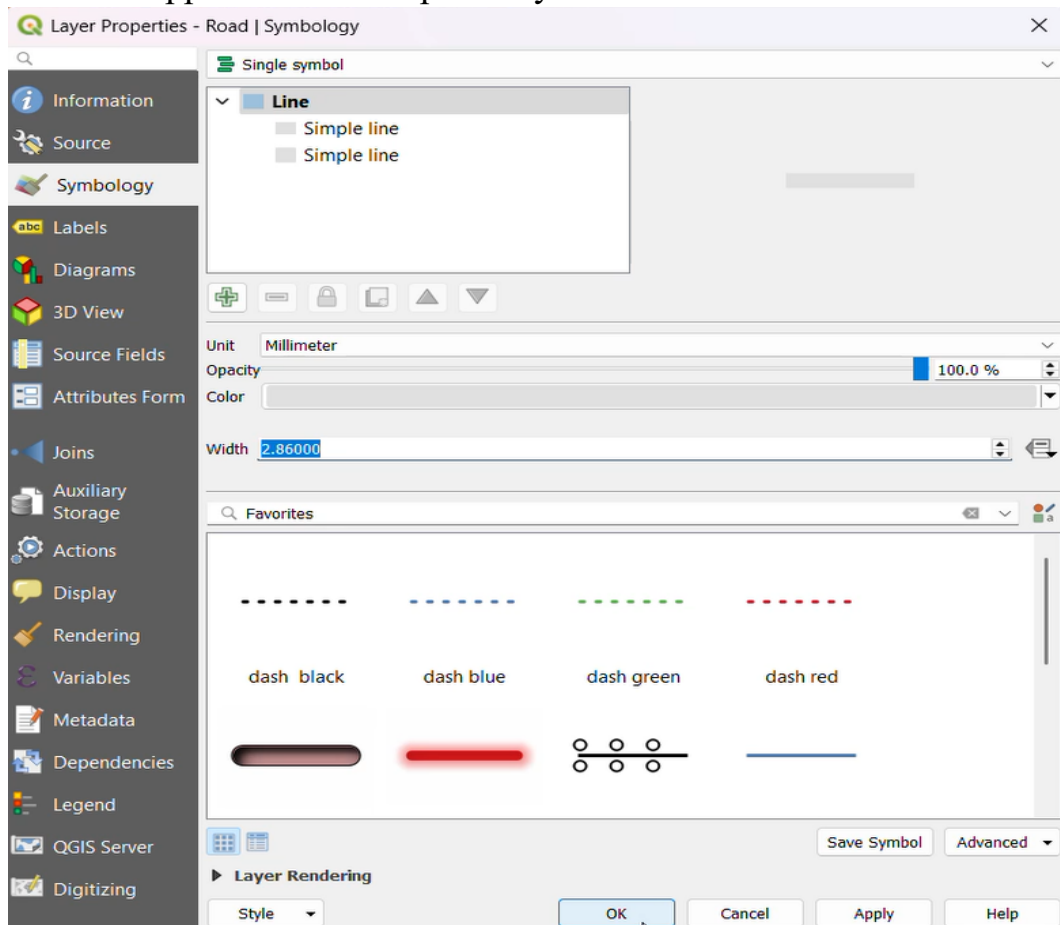 Layer Properties - Road | Symbology
Single symbol
Information
Source
Symbology
abc Labels
Diagrams
3D View
Source Fields
Attributes Form
Joins
Auxiliary
Storage
Actions
Display
Rendering
Variables
Metadata
Dependencies
Legend
QGIS Server
Digitizing
Line
Simple line
Simple line
Unit Millimeter
Opacity 100.0 %
Color
Width 2.86000
Favorites
dash black dash blue dash green dash red
Save Symbol Advanced
Layer Rendering
Style OK Cancel Apply Help